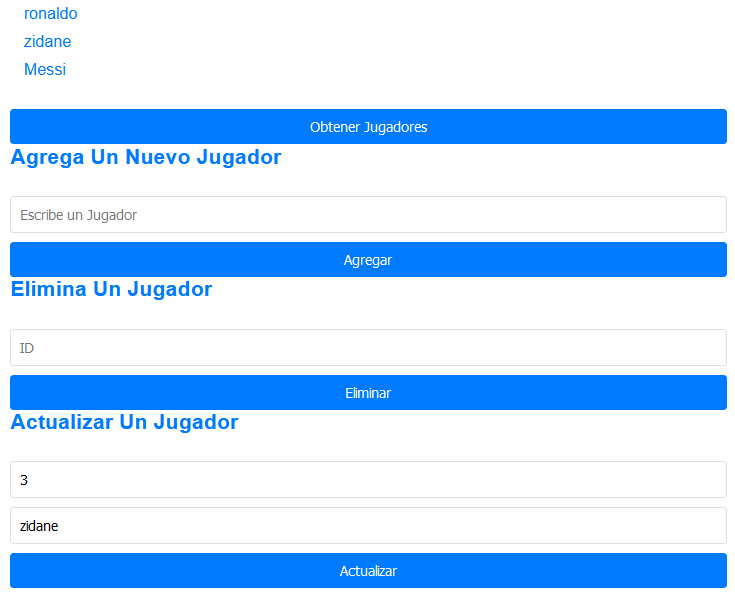 ronaldo
zidane
Messi
Obtener Jugadores
Agrega Un Nuevo Jugador
Escribe un Jugador
Agregar
Elimina Un Jugador
ID
Eliminar
Actualizar Un Jugador
3
zidane
Actualizar